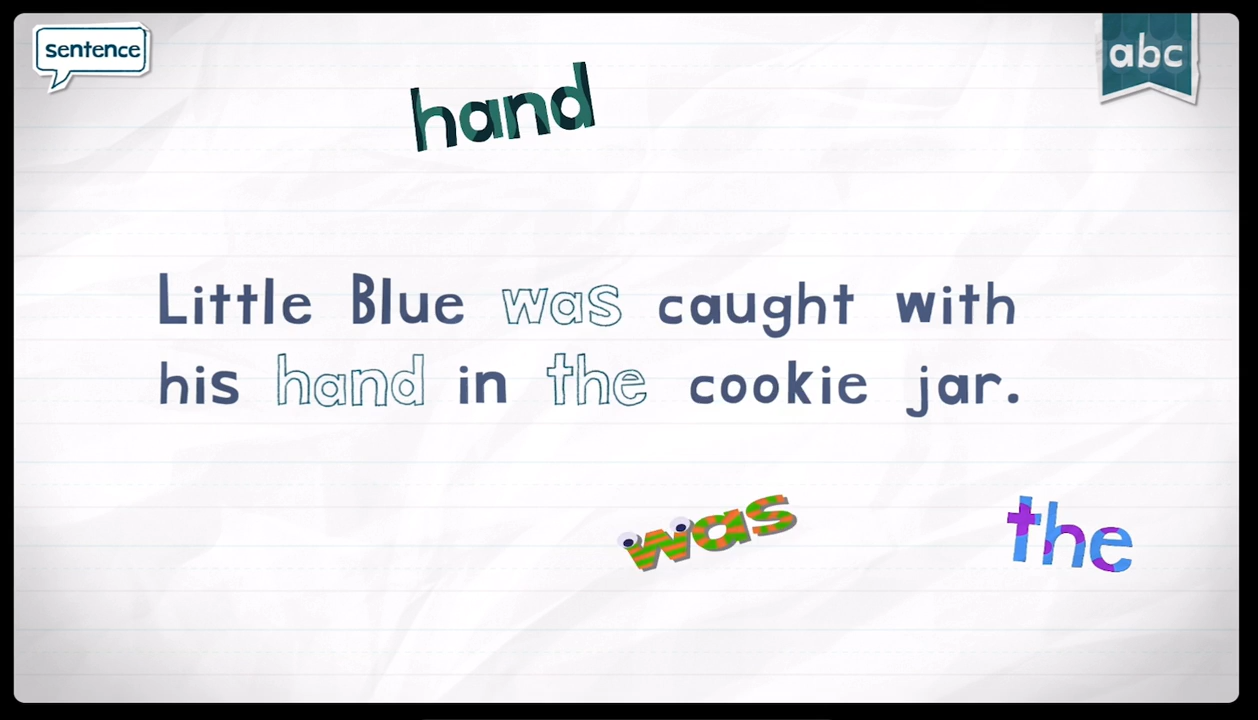 sentence
abc
hand
Little Blue was caught with
his hand in the cookie jar.
was
the